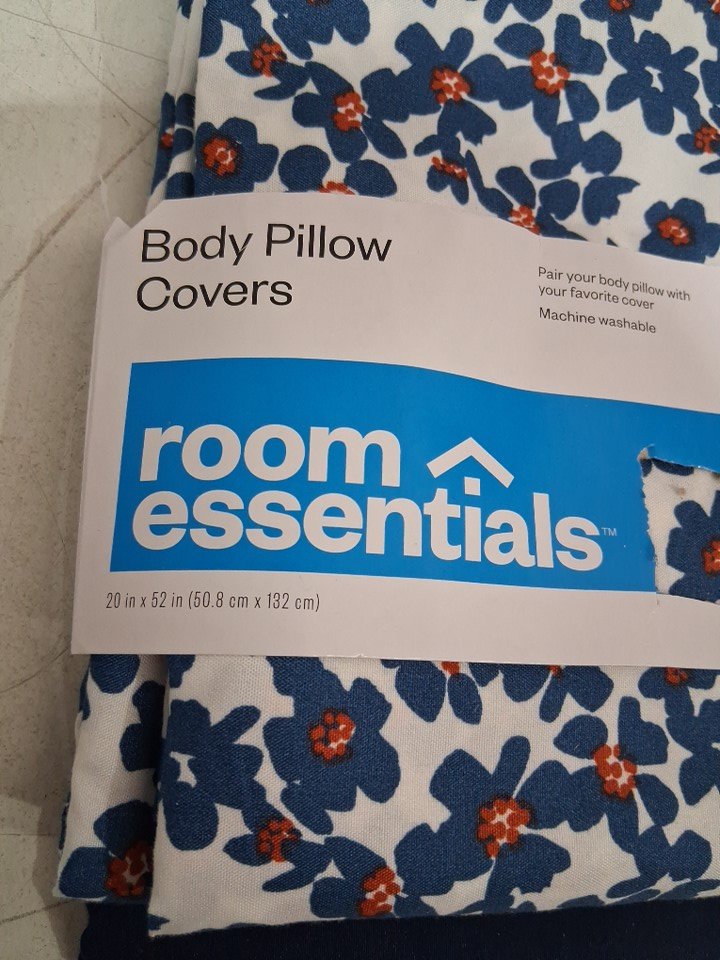 Body Pillow
Covers
Pair your body pillow with
your favorite cover
Machine washable
room
essentials™
20 in x 52 in (50.8 cm x 132 cm)